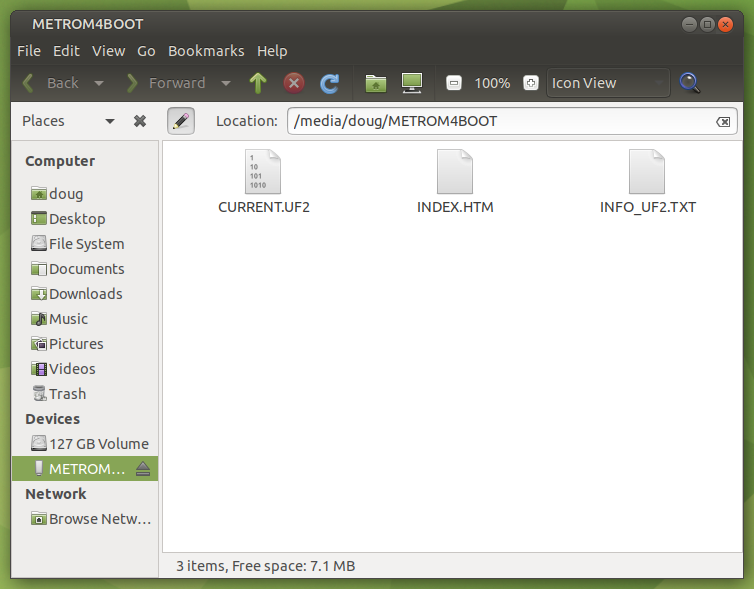 METROM4BOOT
File Edit View Go Bookmarks Help
Back Forward 100% Icon View
Places Location: /media/doug/METROM4BOOT
Computer
doug
Desktop
File System
Documents
Downloads
Music
Pictures
Videos
Trash
Devices
127 GB Volume
METROM…
Network
Browse Netw…
1
10
101
1010
CURRENT.UF2 INDEX.HTM INFO_UF2.TXT
3 items, Free space: 7.1 MB